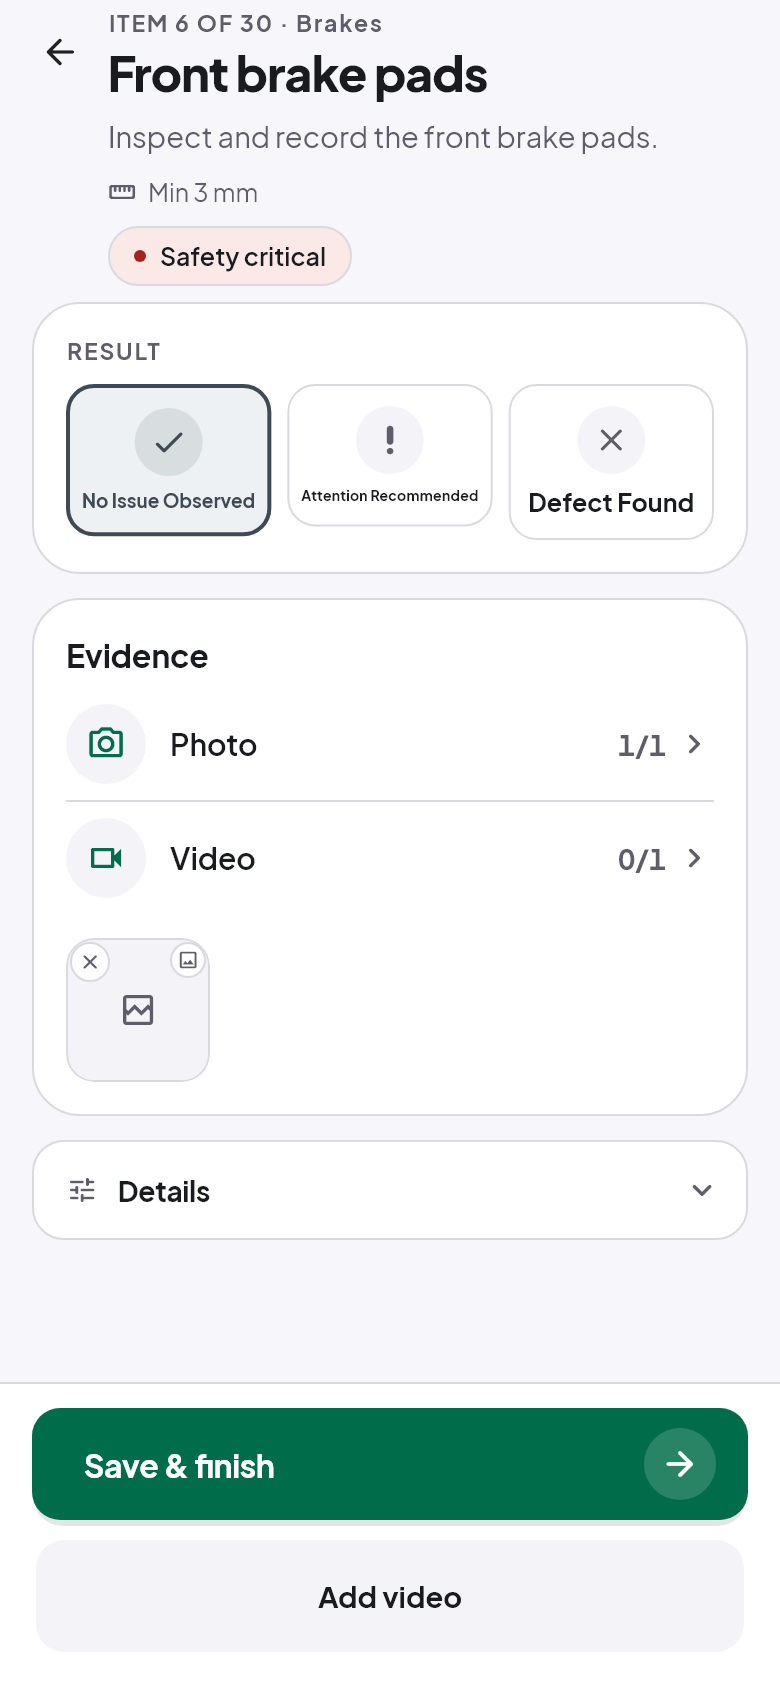 ITEM 6 OF 30 · Brakes
Front brake pads
Inspect and record the front brake pads.
Min 3 mm
Safety critical
RESULT
No Issue Observed
Attention Recommended
Defect Found
Evidence
Photo 1/1
Video 0/1
Details
Save & finish
Add video